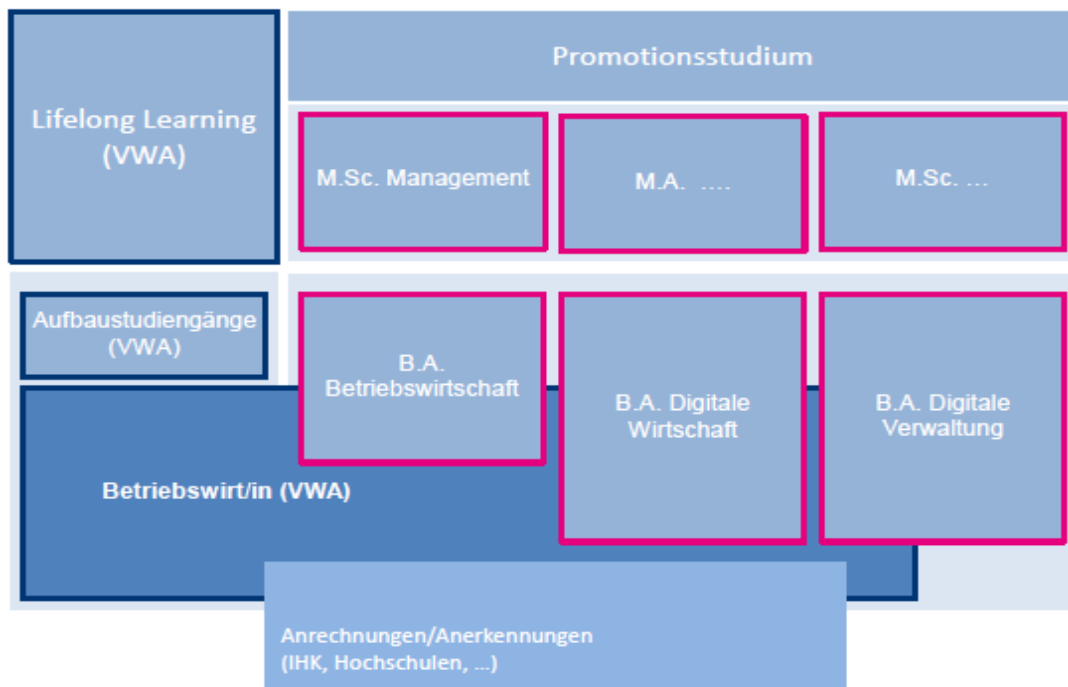 Promotionsstudium
Lifelong Learning
(VWA)
M.Sc. Management
M.A. ....
M.Sc. ...
Aufbaustudiengänge
(VWA)
B.A.
Betriebswirtschaft
B.A. Digitale
Wirtschaft
B.A. Digitale
Verwaltung
Betriebswirt/in (VWA)
Anrechnungen/Anerkennungen
(IHK, Hochschulen, ...)